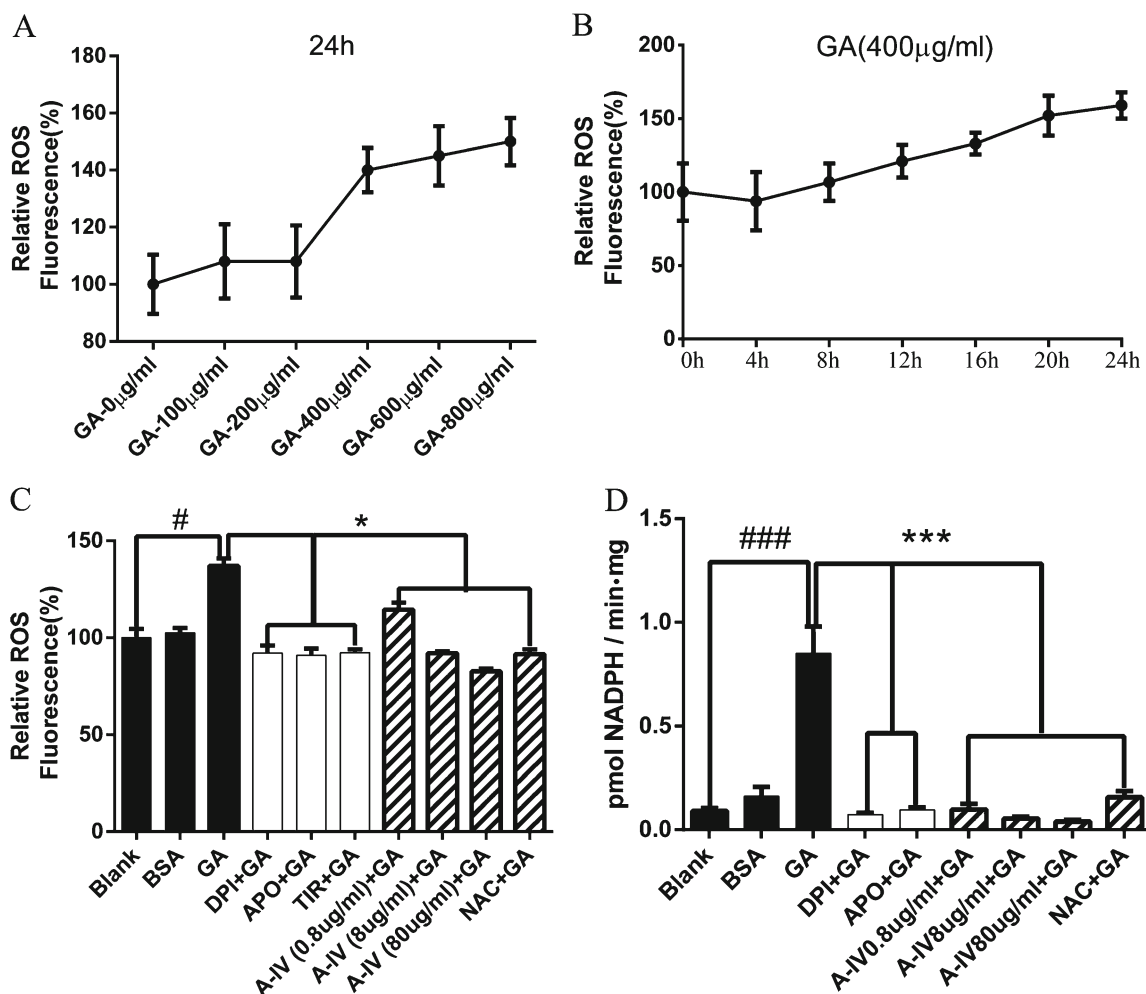 A
24h
Relative ROS
Fluorescence(%)
180
160
140
120
100
80
GA-0μg/ml
GA-100μg/ml
GA-200μg/ml
GA-400μg/ml
GA-600μg/ml
GA-800μg/ml
B
GA(400μg/ml)
Relative ROS
Fluorescence(%)
200
150
100
50
0
0h 4h 8h 12h 16h 20h 24h
C
# *
Relative ROS
Fluorescence(%)
150
100
50
0
Blank
BSA
GA
DPI+GA
APO+GA
TIR+GA
A-IV (0.8ug/ml)+GA
A-IV (8ug/ml)+GA
A-IV (80ug/ml)+GA
NAC+GA
D
### ***
pmol NADPH / min·mg
1.5
1.0
0.5
0.0
Blank
BSA
GA
DPI+GA
APO+GA
A-IV0.8ug/ml+GA
A-IV8ug/ml+GA
A-IV80ug/ml+GA
NAC+GA